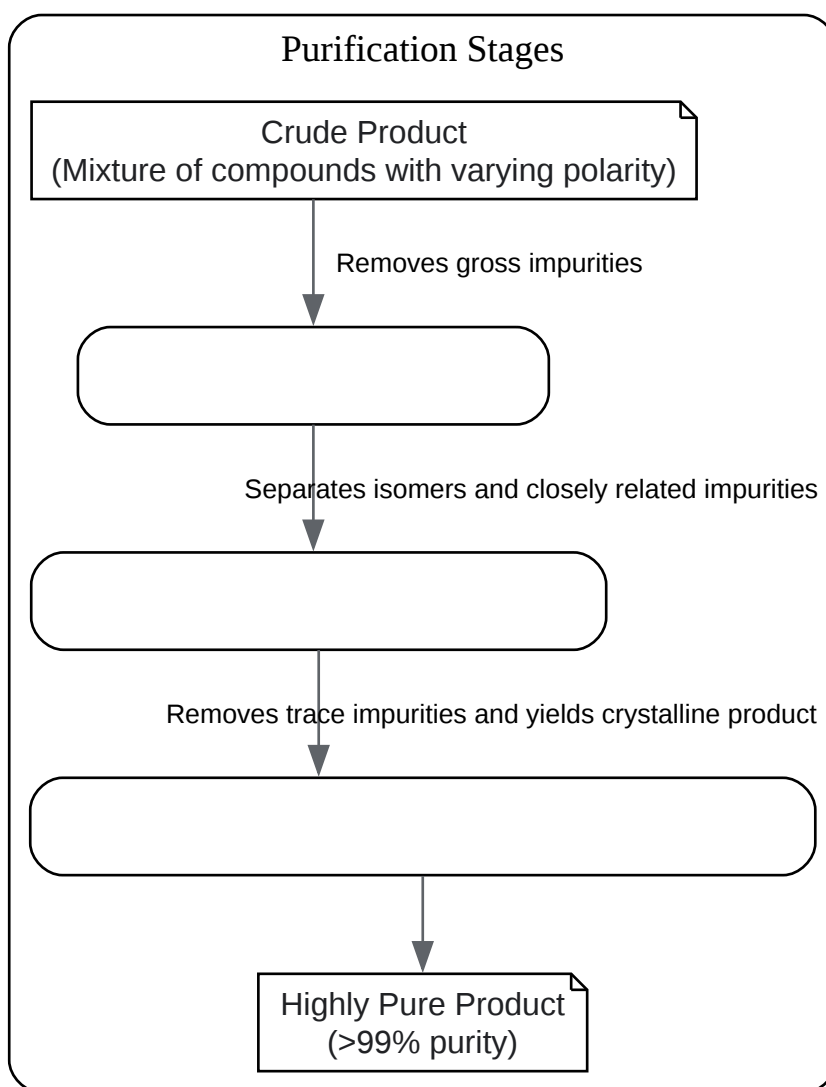 Purification Stages
Crude Product
(Mixture of compounds with varying polarity)
Removes gross impurities
Separates isomers and closely related impurities
Removes trace impurities and yields crystalline product
Highly Pure Product
(>99% purity)